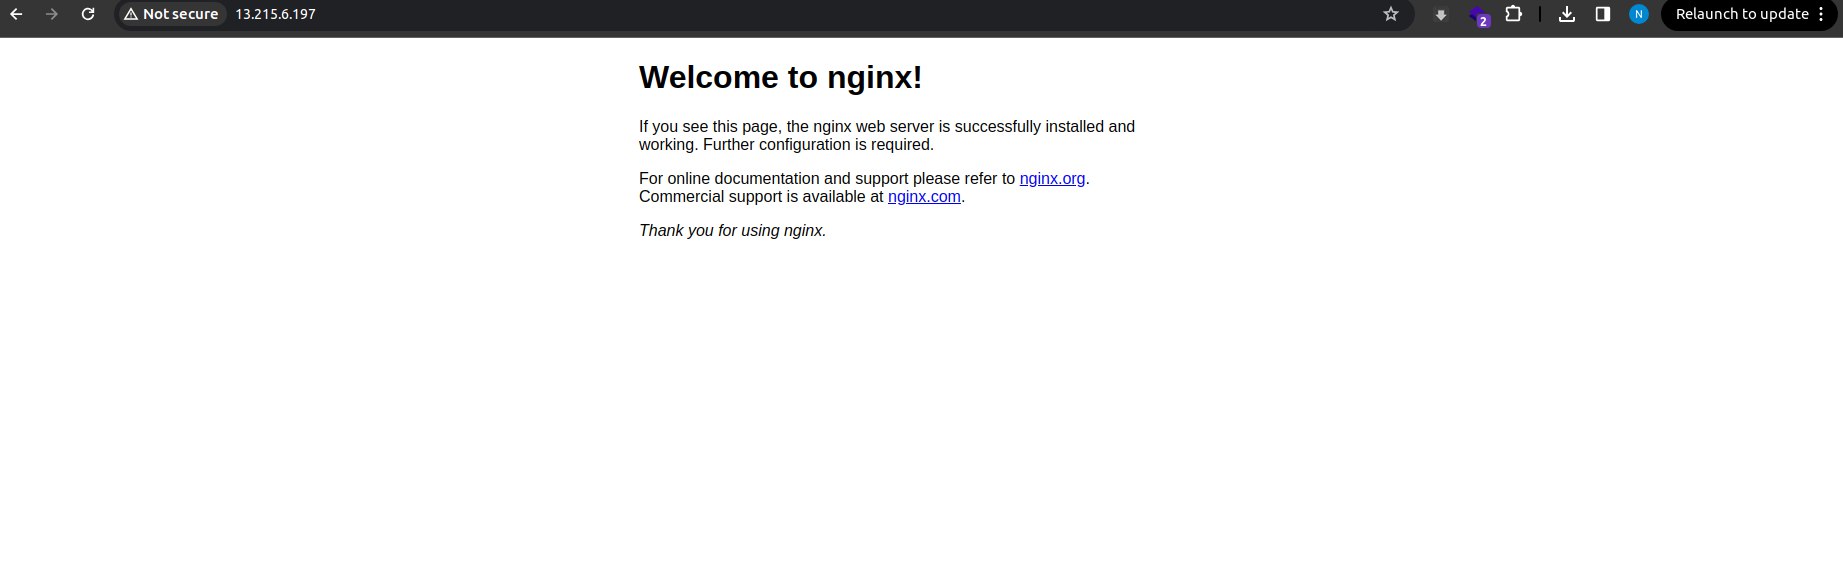 Not secure 13.215.6.197
2
N
Relaunch to update
Welcome to nginx!
If you see this page, the nginx web server is successfully installed and
working. Further configuration is required.
For online documentation and support please refer to nginx.org.
Commercial support is available at nginx.com.
Thank you for using nginx.